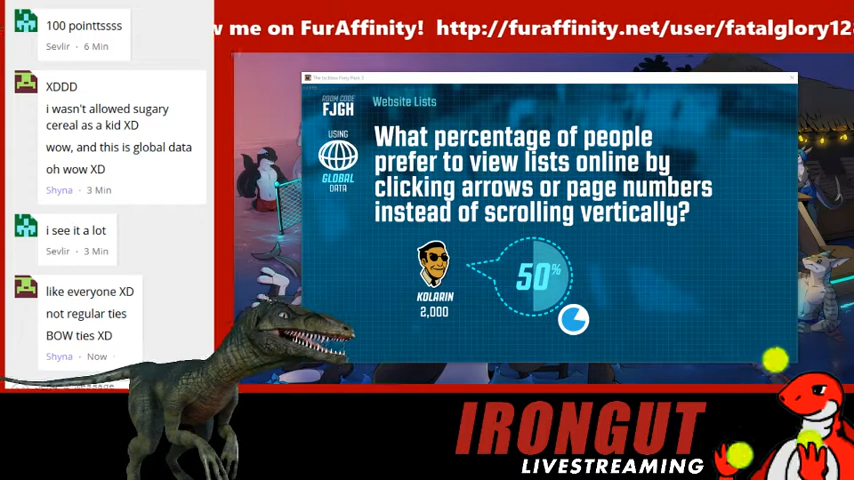 100 pointtssss
Sevlir · 6 Min
XDDD
i wasn't allowed sugary
cereal as a kid XD
wow, and this is global data
oh wow XD
Shyna · 3 Min
i see it a lot
Sevlir · 3 Min
like everyone XD
not regular ties
BOW ties XD
Shyna · Now
w me on FurAffinity! http://furaffinity.net/user/fatalglory12
ROOM CODE
FJGH
USING
GLOBAL
DATA
Website Lists
What percentage of people
prefer to view lists online by
clicking arrows or page numbers
instead of scrolling vertically?
50%
KOLARIN
2,000
IRONGUT
LIVESTREAMING